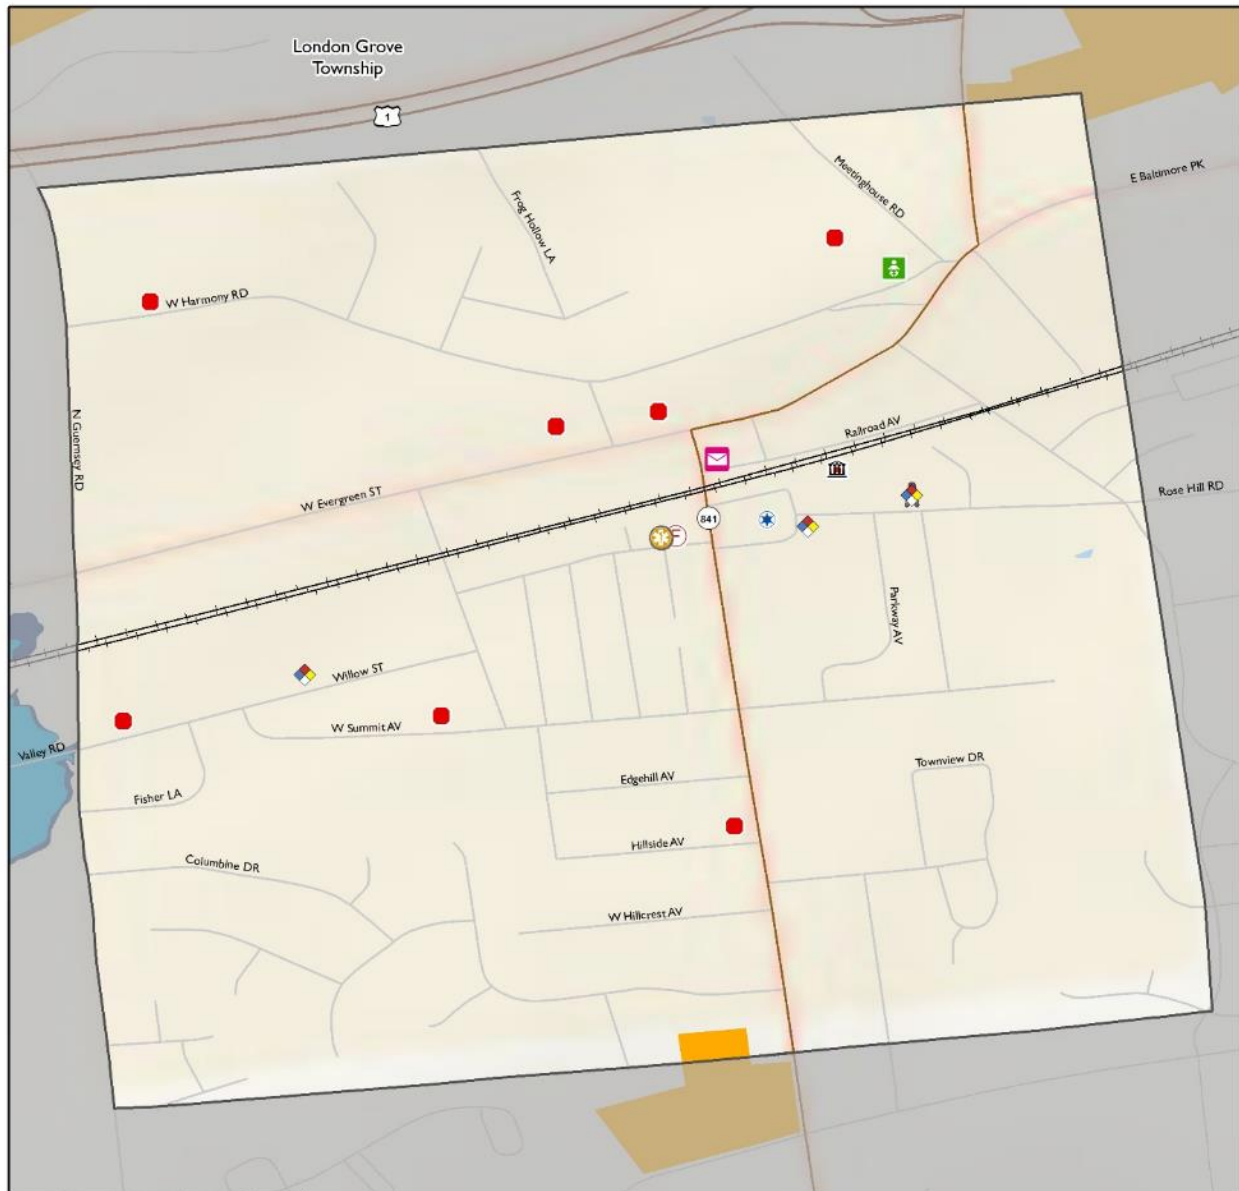 London Grove
Township
1
Meetinghouse RD
E Baltimore PK
Frog Hollow LA
W Harmony RD
N Guernsey RD
Railroad AV
W Evergreen ST
Rose Hill RD
841
F
Parkway AV
Willow ST
W Summit AV
Valley RD
Edgehill AV
Townview DR
Fisher LA
Hillside AV
Columbine DR
W Hillcrest AV